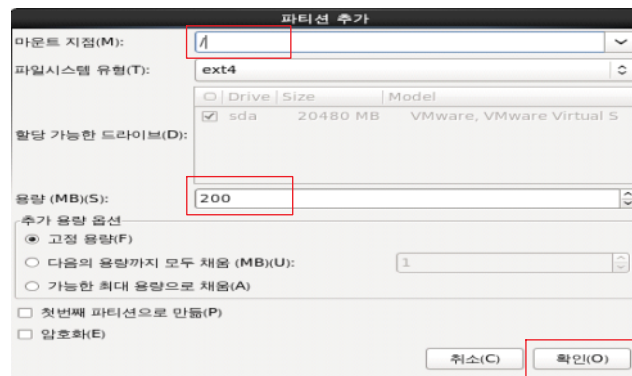 파티션 추가
마운트 지점(M): /
파일시스템 유형(T): ext4
Drive Size Model
sda 20480 MB VMware, VMware Virtual S
할당 가능한 드라이브(D):
용량 (MB)(S): 200
추가 용량 옵션
고정 용량(F)
다음의 용량까지 모두 채움 (MB)(U): 1
가능한 최대 용량으로 채움(A)
첫번째 파티션으로 만듦(P)
암호화(E)
취소(C) 확인(O)